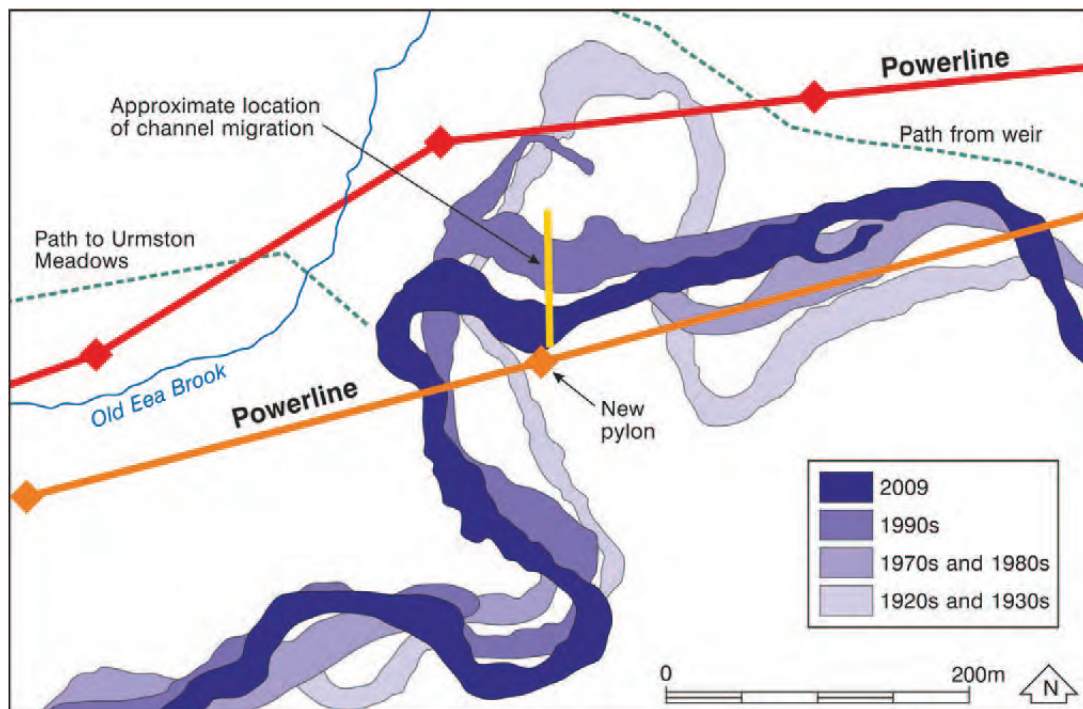 Powerline
Approximate location
of channel migration
Path from weir
Path to Urmston
Meadows
Old Eea Brook
Powerline
New
pylon
2009
1990s
1970s and 1980s
1920s and 1930s
0
200m
N